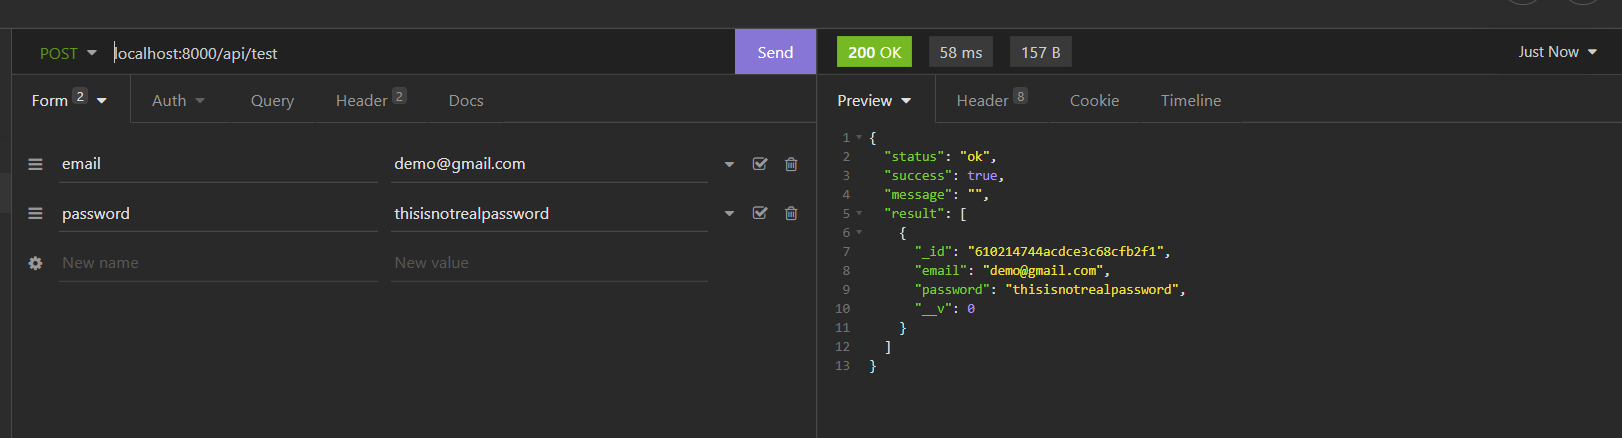 POST localhost:8000/api/test Send
Form 2 Auth Query Header 2 Docs
email demo@gmail.com
password thisisnotrealpassword
New name New value
200 OK 58 ms 157 B Just Now
Preview Header 8 Cookie Timeline
1 {
2 "status": "ok",
3 "success": true,
4 "message": "",
5 "result": [
6 {
7 "_id": "610214744acdce3c68cfb2f1",
8 "email": "demo@gmail.com",
9 "password": "thisisnotrealpassword",
10 "__v": 0
11 }
12 ]
13 }